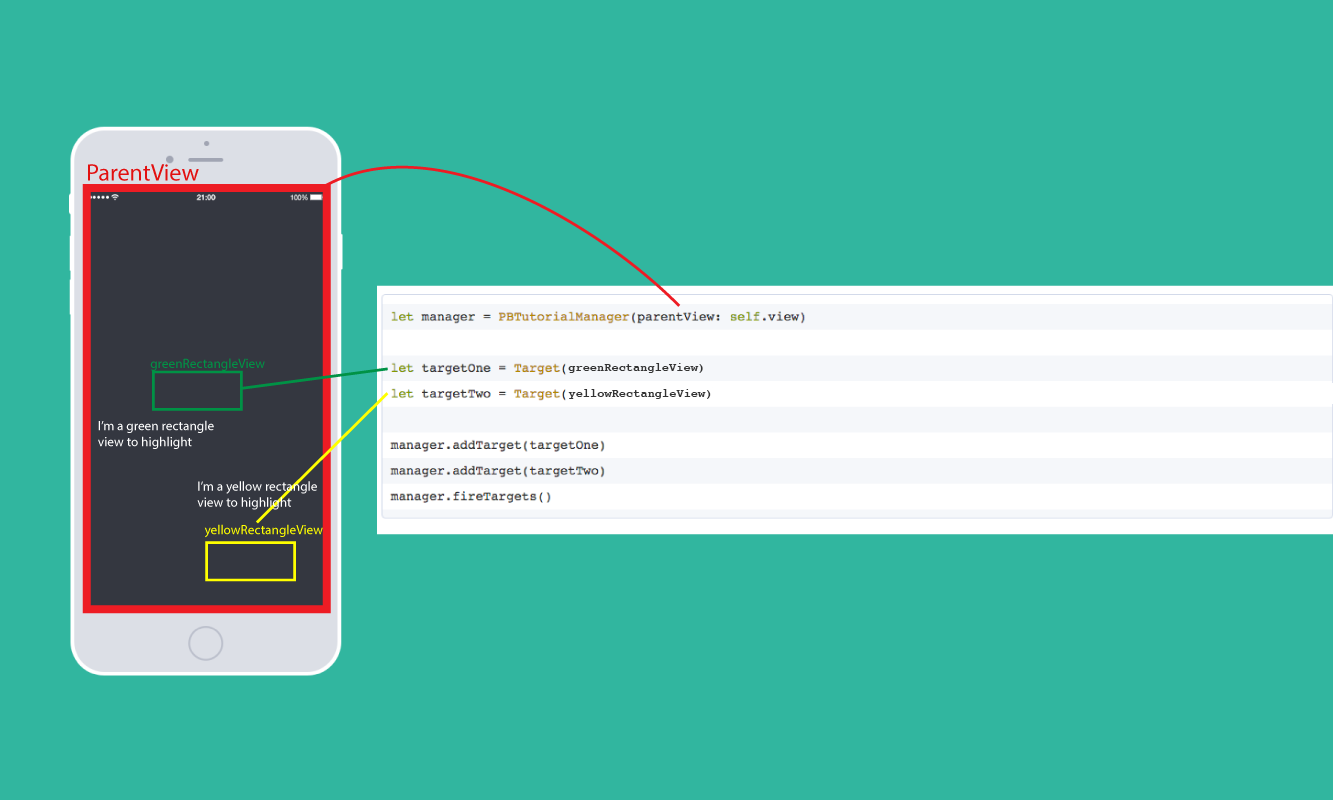 ParentView
21:00
100%
greenRectangleView
I'm a green rectangle
view to highlight
I'm a yellow rectangle
view to highlight
yellowRectangleView
let manager = PBTutorialManager(parentView: self.view)
let targetOne = Target(greenRectangleView)
let targetTwo = Target(yellowRectangleView)
manager.addTarget(targetOne)
manager.addTarget(targetTwo)
manager.fireTargets()